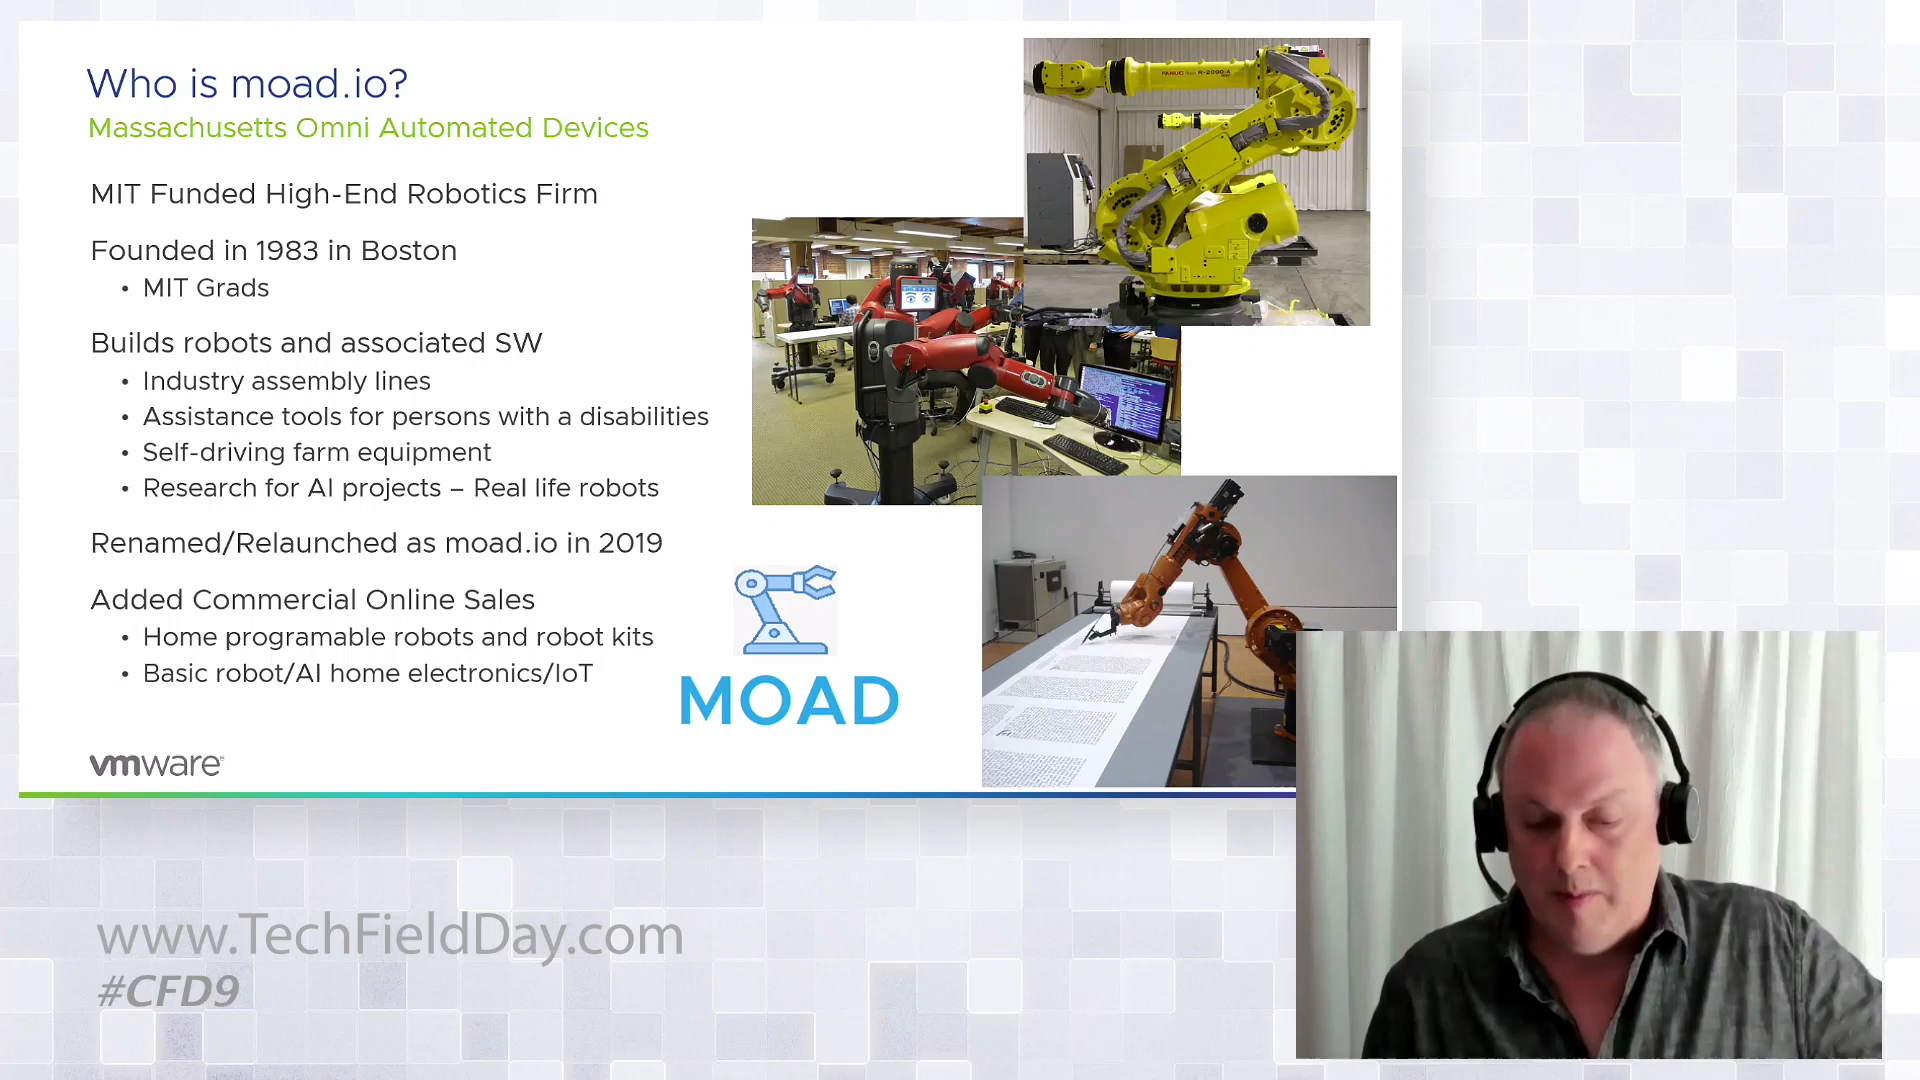 Who is moad.io?
Massachusetts Omni Automated Devices
MIT Funded High-End Robotics Firm
Founded in 1983 in Boston
• MIT Grads
Builds robots and associated SW
• Industry assembly lines
• Assistance tools for persons with a disabilities
• Self-driving farm equipment
• Research for AI projects – Real life robots
Renamed/Relaunched as moad.io in 2019
Added Commercial Online Sales
• Home programable robots and robot kits
• Basic robot/AI home electronics/IoT
MOAD
vmware®
FANUC Robot R-2000iA
www.TechFieldDay.com
#CFD9